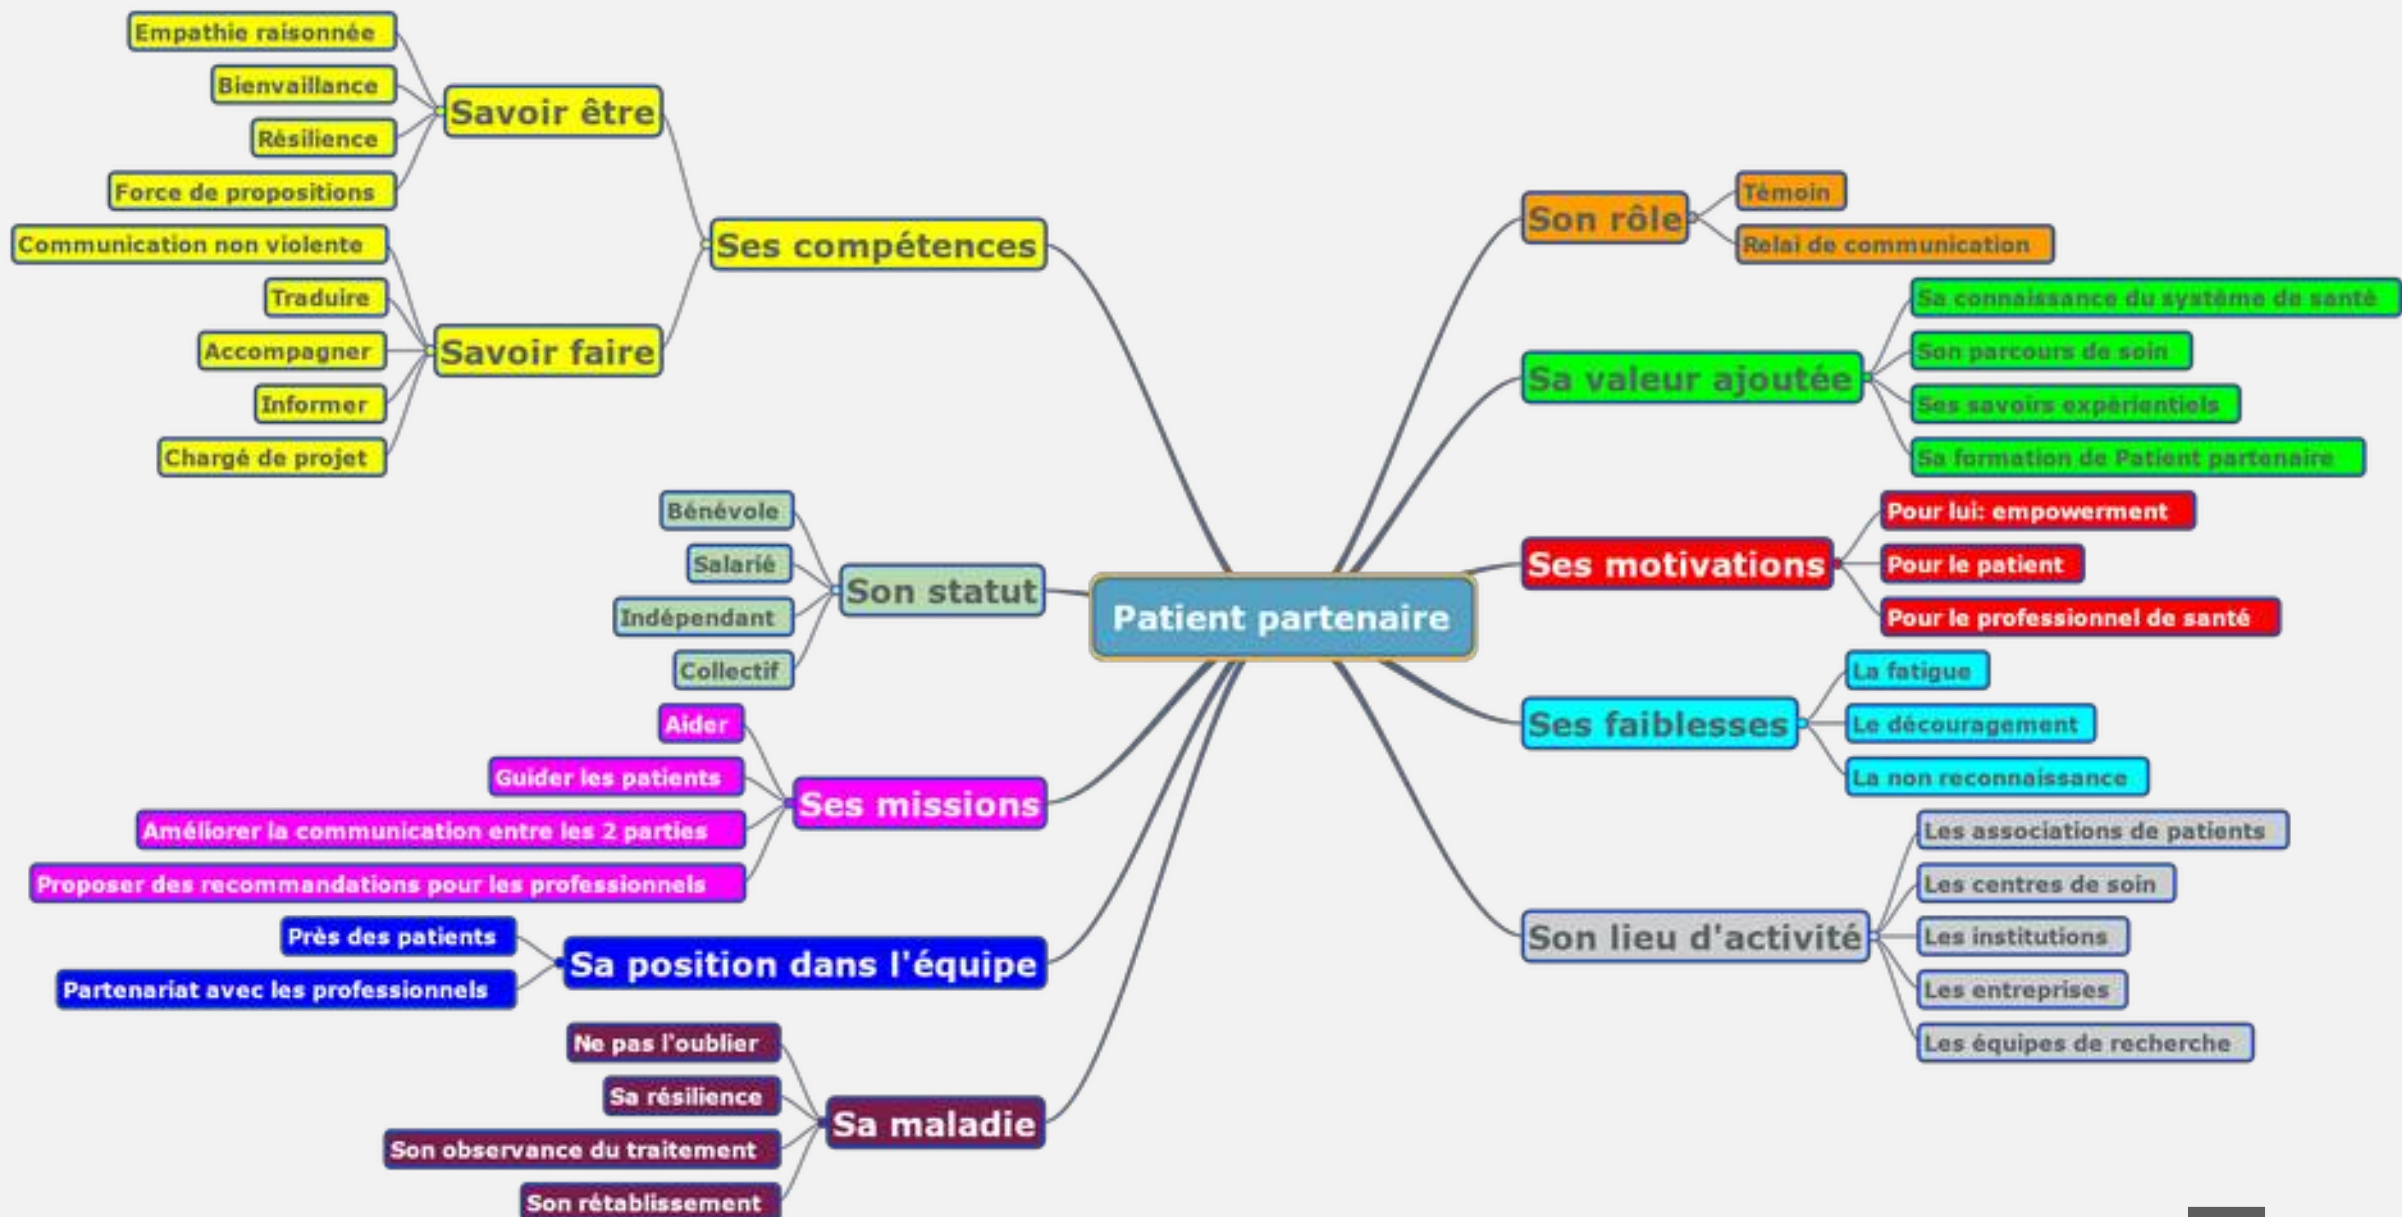 Patient partenaire
Ses compétences
Savoir être
Empathie raisonnée
Bienvaillance
Résilience
Force de propositions
Savoir faire
Communication non violente
Traduire
Accompagner
Informer
Chargé de projet
Son statut
Bénévole
Salarié
Indépendant
Collectif
Ses missions
Aider
Guider les patients
Améliorer la communication entre les 2 parties
Proposer des recommandations pour les professionnels
Sa position dans l'équipe
Près des patients
Partenariat avec les professionnels
Sa maladie
Ne pas l'oublier
Sa résilience
Son observance du traitement
Son rétablissement
Son rôle
Témoin
Relai de communication
Sa valeur ajoutée
Sa connaissance du système de santé
Son parcours de soin
Ses savoirs expérientiels
Sa formation de Patient partenaire
Ses motivations
Pour lui: empowerment
Pour le patient
Pour le professionnel de santé
Ses faiblesses
La fatigue
Le découragement
La non reconnaissance
Son lieu d'activité
Les associations de patients
Les centres de soin
Les institutions
Les entreprises
Les équipes de recherche